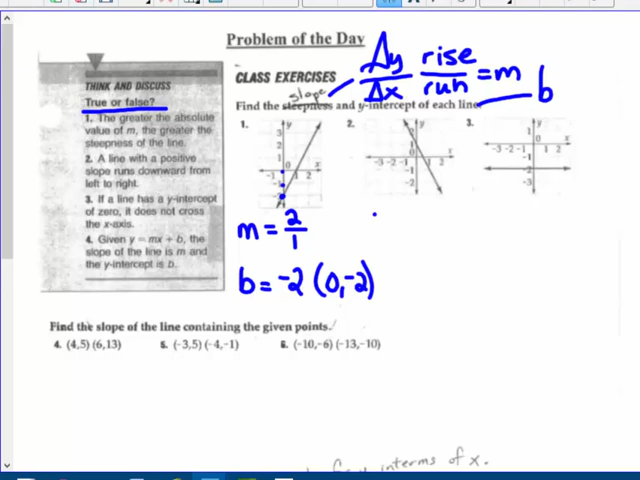 Problem of the Day
THINK AND DISCUSS
True or false?
1. The greater the absolute
value of m, the greater the
steepness of the line.
2. A line with a positive
slope runs downward from
left to right.
3. If a line has a y-intercept
of zero, it does not cross
the x-axis.
4. Given y = mx + b, the
slope of the line is m and
the y-intercept is b.
CLASS EXERCISES
Δy/Δx rise/run = m
b
slope
Find the steepness and y-intercept of each line
1.
2.
3.
m = 2/1
b = -2 (0,-2)
Find the slope of the line containing the given points.
4. (4,5) (6,13) 5. (-3,5) (-4,-1) 6. (-10,-6) (-13,-10)
interms of x.